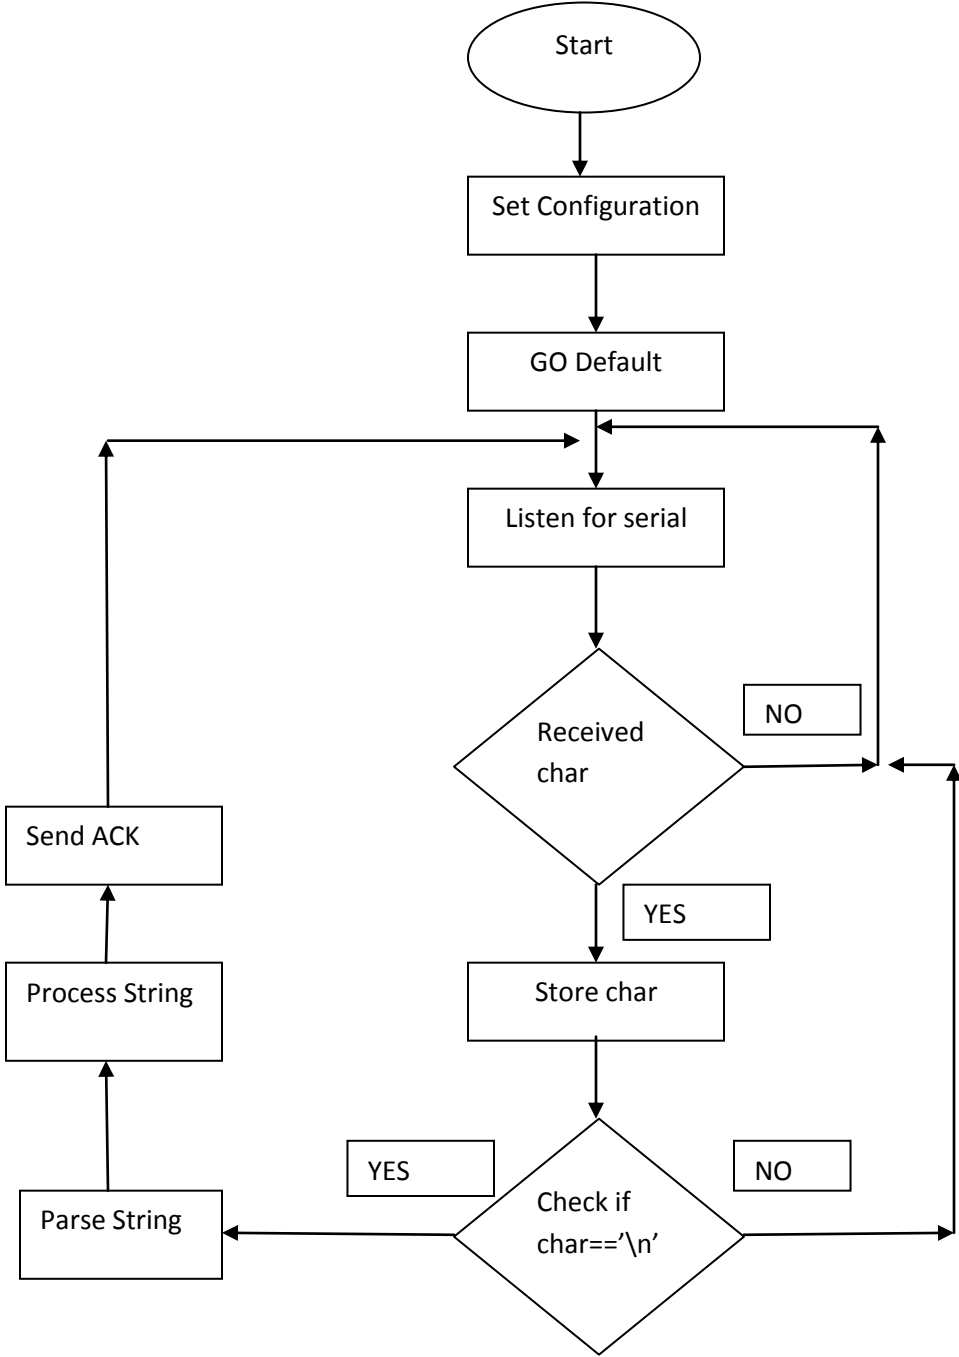 Start
Set Configuration
GO Default
Listen for serial
Received
char
NO
YES
Store char
Check if
char==’\n’
YES
NO
Parse String
Process String
Send ACK